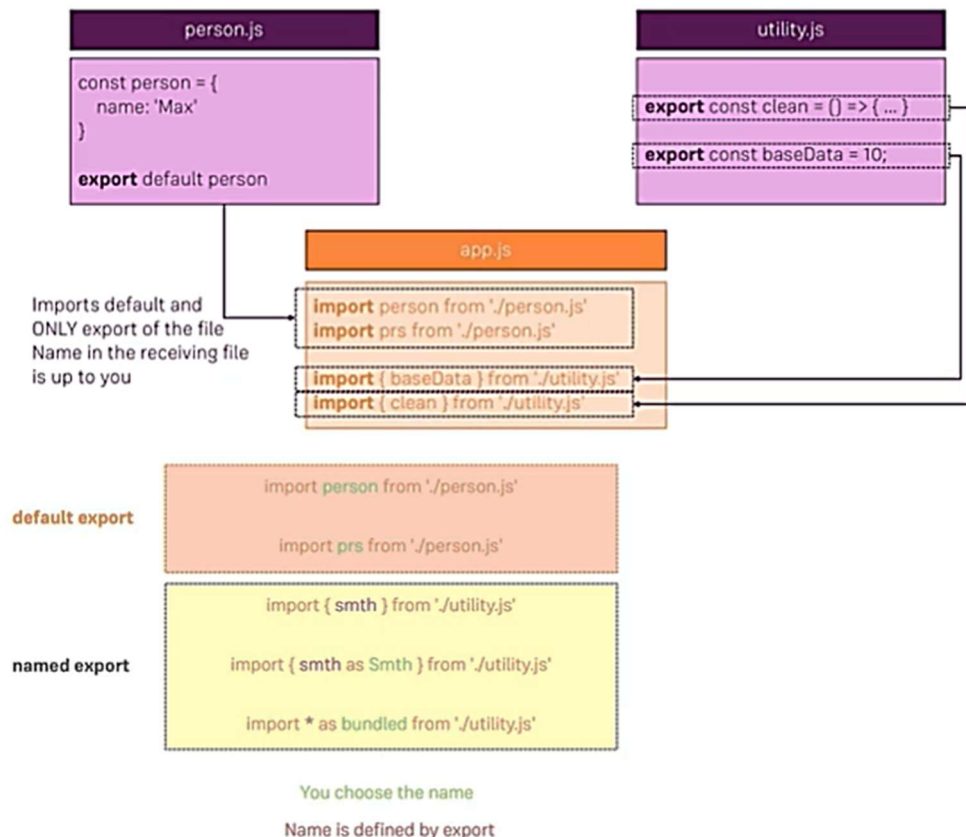 person.js
const person = {
name: 'Max'
}
export default person
utility.js
export const clean = () => { ... }
export const baseData = 10;
app.js
import person from './person.js'
import prs from './person.js'
import { baseData } from './utility.js'
import { clean } from './utility.js'
Imports default and
ONLY export of the file
Name in the receiving file
is up to you
default export
import person from './person.js'
import prs from './person.js'
named export
import { smth } from './utility.js'
import { smth as Smth } from './utility.js'
import * as bundled from './utility.js'
You choose the name
Name is defined by export